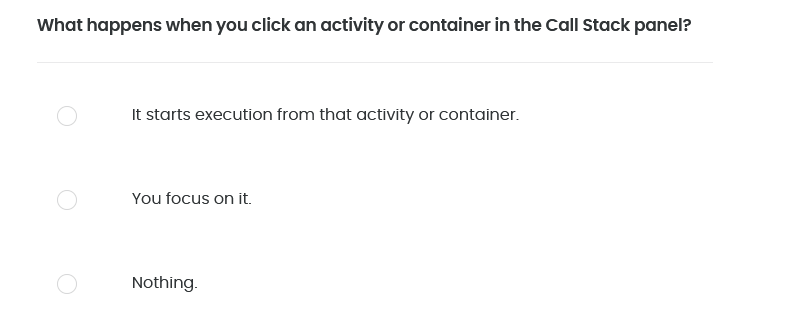 What happens when you click an activity or container in the Call Stack panel?
It starts execution from that activity or container.
You focus on it.
Nothing.